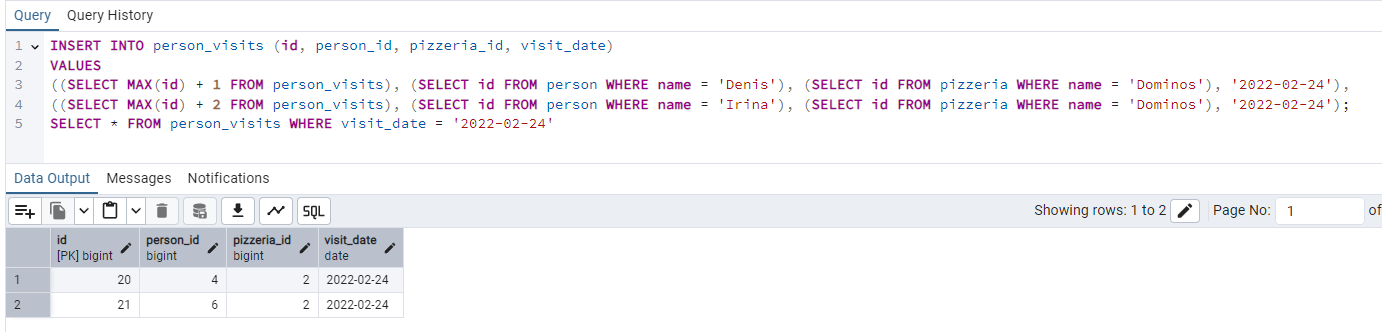 Query Query History
1 INSERT INTO person_visits (id, person_id, pizzeria_id, visit_date)
2 VALUES
3 ((SELECT MAX(id) + 1 FROM person_visits), (SELECT id FROM person WHERE name = 'Denis'), (SELECT id FROM pizzeria WHERE name = 'Dominos'), '2022-02-24'),
4 ((SELECT MAX(id) + 2 FROM person_visits), (SELECT id FROM person WHERE name = 'Irina'), (SELECT id FROM pizzeria WHERE name = 'Dominos'), '2022-02-24');
5 SELECT * FROM person_visits WHERE visit_date = '2022-02-24'
Data Output Messages Notifications
SQL Showing rows: 1 to 2 Page No: 1 of
id person_id pizzeria_id visit_date
[PK] bigint bigint bigint date
1 20 4 2 2022-02-24
2 21 6 2 2022-02-24